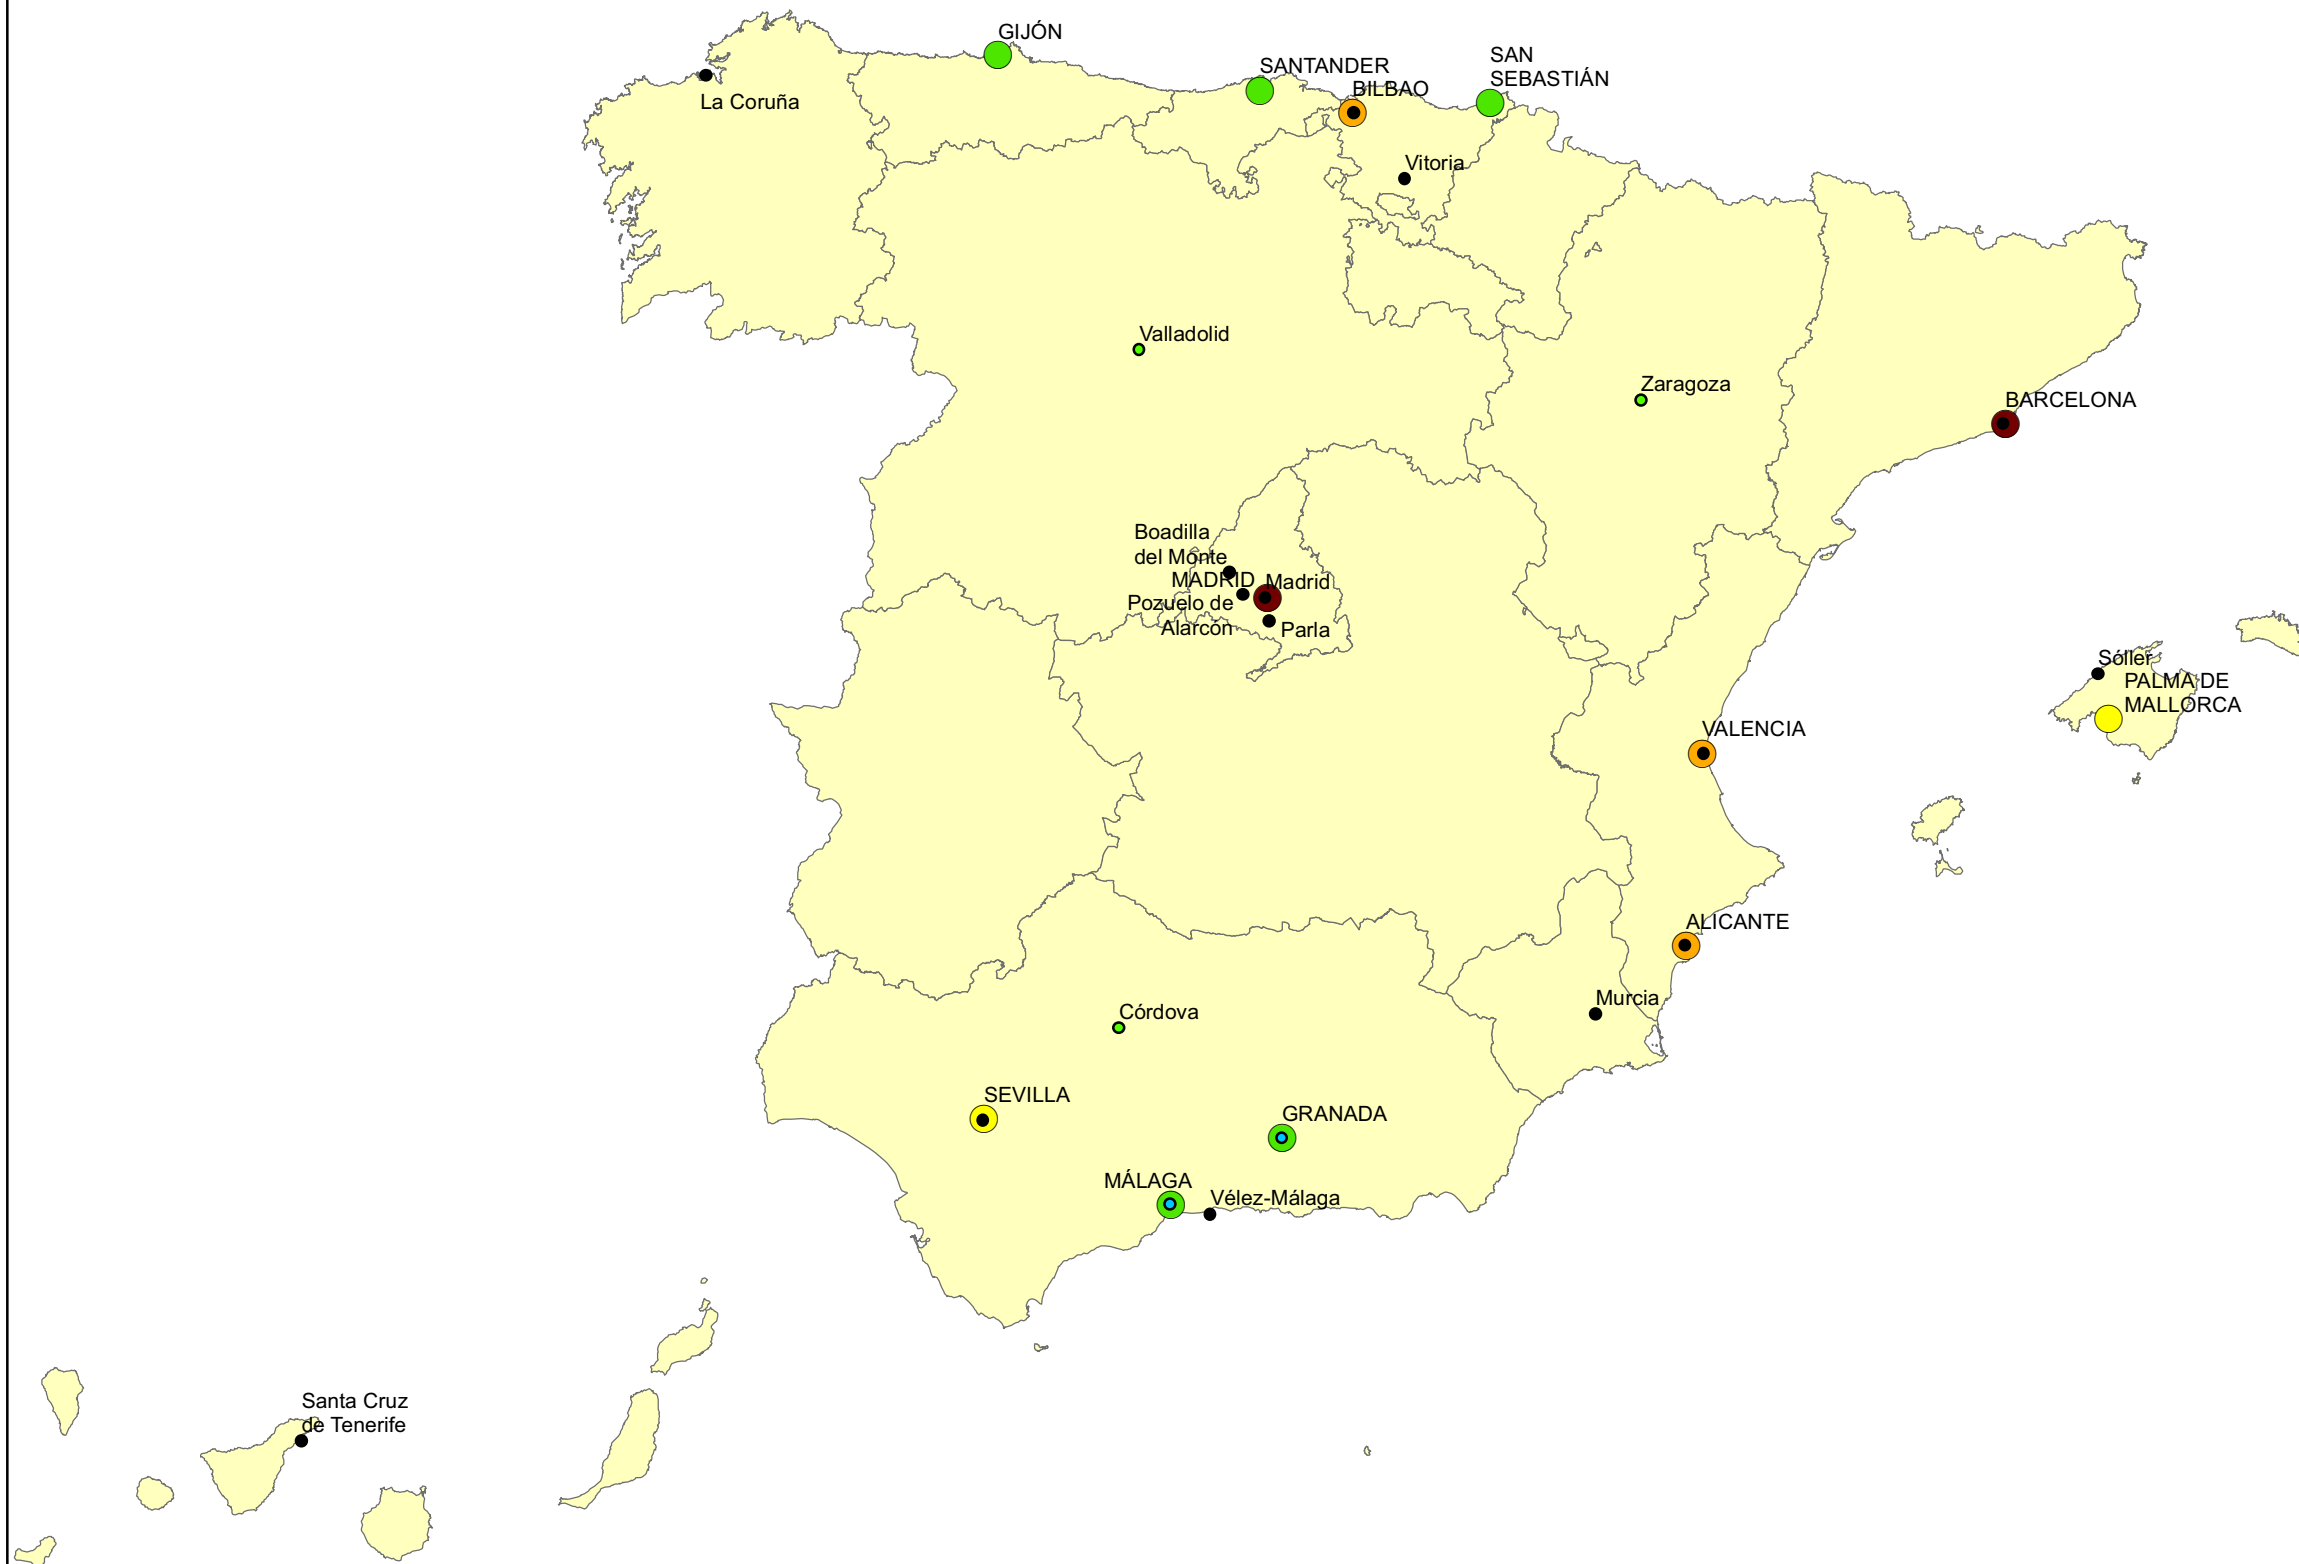 GIJÓN
SAN
SEBASTIÁN
SANTANDER
BILBAO
La Coruña
Vitoria
Valladolid
Zaragoza
BARCELONA
Boadilla
del Monte
MADRID
Madrid
Pozuelo de
Alarcón
Parla
Sóller
PALMA DE
MALLORCA
VALENCIA
ALICANTE
Murcia
Córdova
SEVILLA
GRANADA
MÁLAGA
Vélez-Málaga
Santa Cruz
de Tenerife